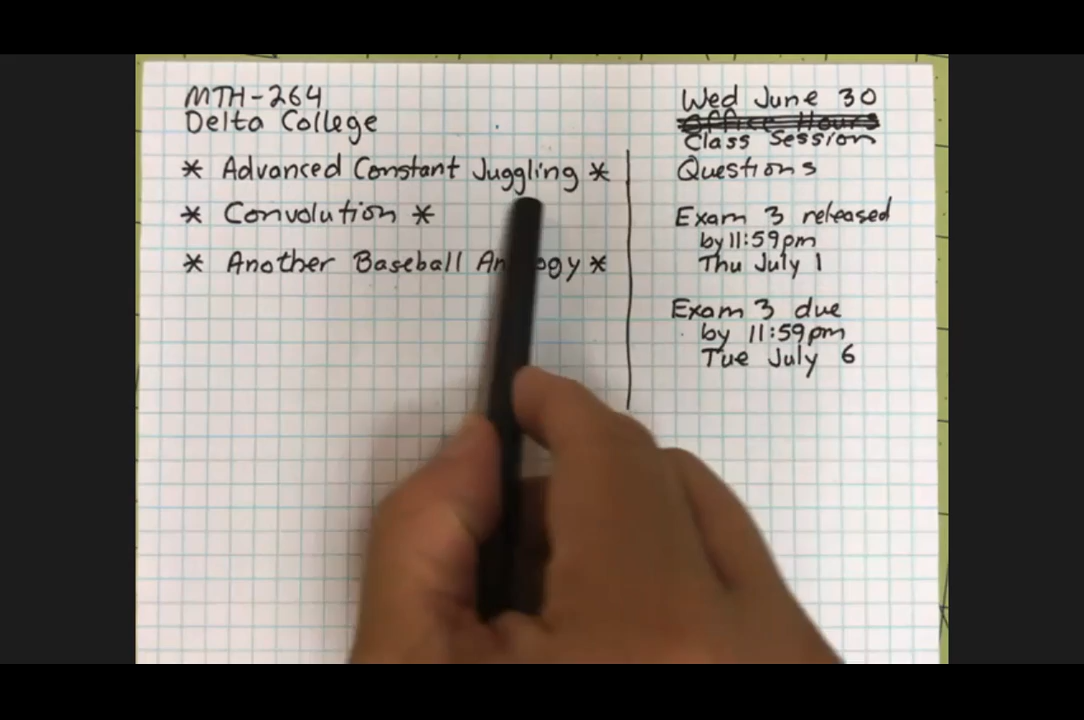 MTH-264
Delta College
* Advanced Constant Juggling *
* Convolution *
* Another Baseball *
Wed June 30
Office Hours
Class Session
Questions
Exam 3 released
by 11:59pm
Thu July 1
Exam 3 due
by 11:59pm
Tue July 6